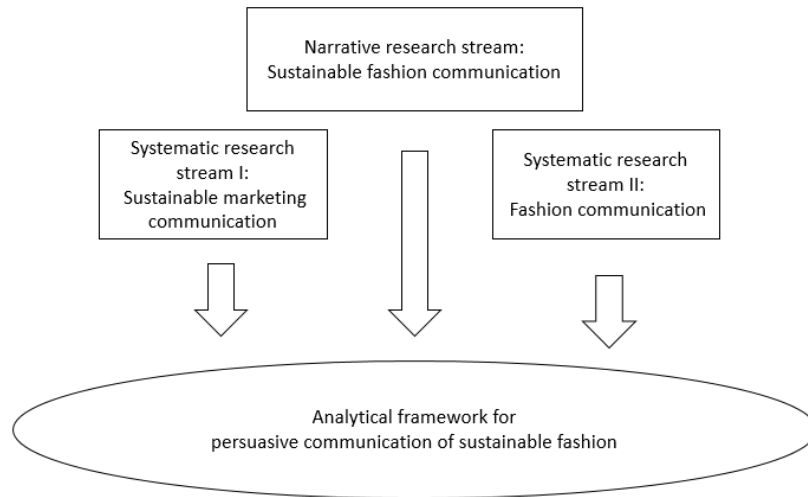 Narrative research stream:
Sustainable fashion communication
Systematic research
stream I:
Sustainable marketing
communication
Systematic research
stream II:
Fashion communication
Analytical framework for
persuasive communication of sustainable fashion